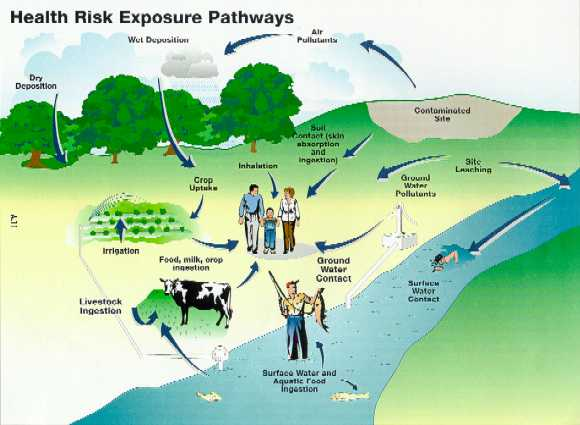 Health Risk Exposure Pathways
Wet Deposition
Air
Pollutants
Dry
Deposition
Contaminated
Site
Soil
Contact (skin
absorption
and
ingestion)
Inhalation
Site
Leaching
Crop
Uptake
Ground
Water
Pollutants
Irrigation
Food, milk, crop
ingestion
Ground
Water
Contact
Surface
Water
Contact
Livestock
Ingestion
Surface Water and
Aquatic Food
Ingestion